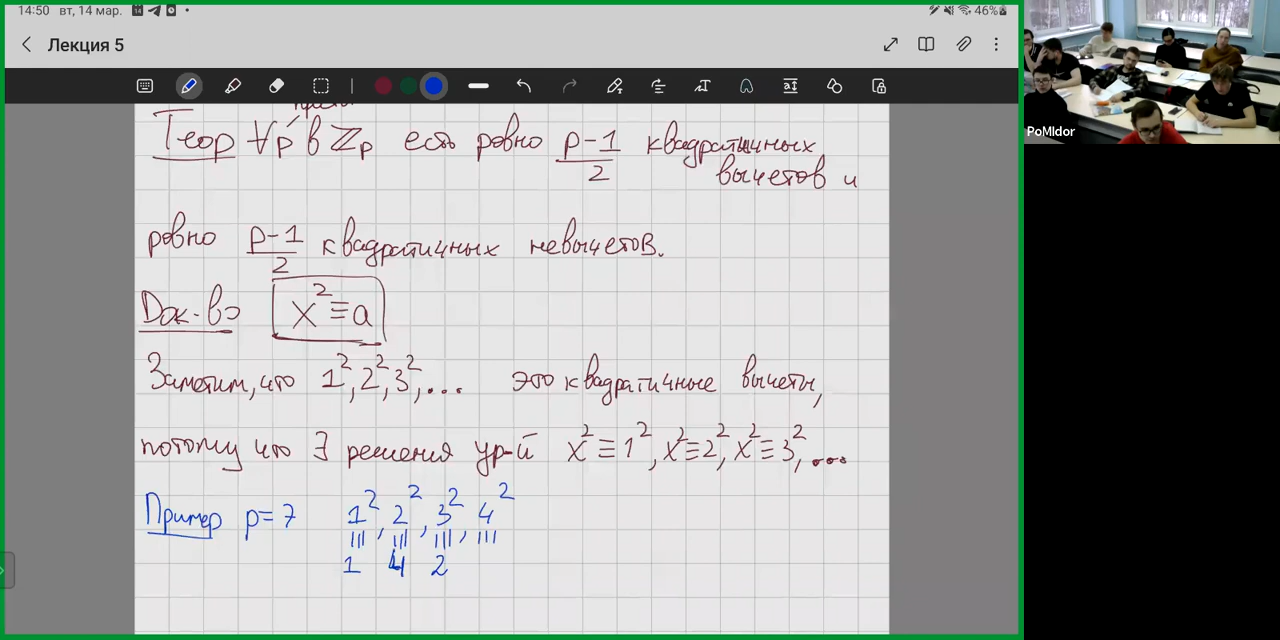 14:50 вт, 14 мар.
46%
Лекция 5
PoMIdor
Теор ∀p в ℤp есть ровно p-1/2 квадратичных
вычетов и
ровно p-1/2 квадратичных невычетов.
Док-во x² ≡ a
Заметим, что 1², 2², 3², ... это квадратичные вычеты,
потому что ∃ решения ур-й x² ≡ 1², x² ≡ 2², x² ≡ 3², ...
Пример p = 7 1², 2², 3², 4²
1 4 2